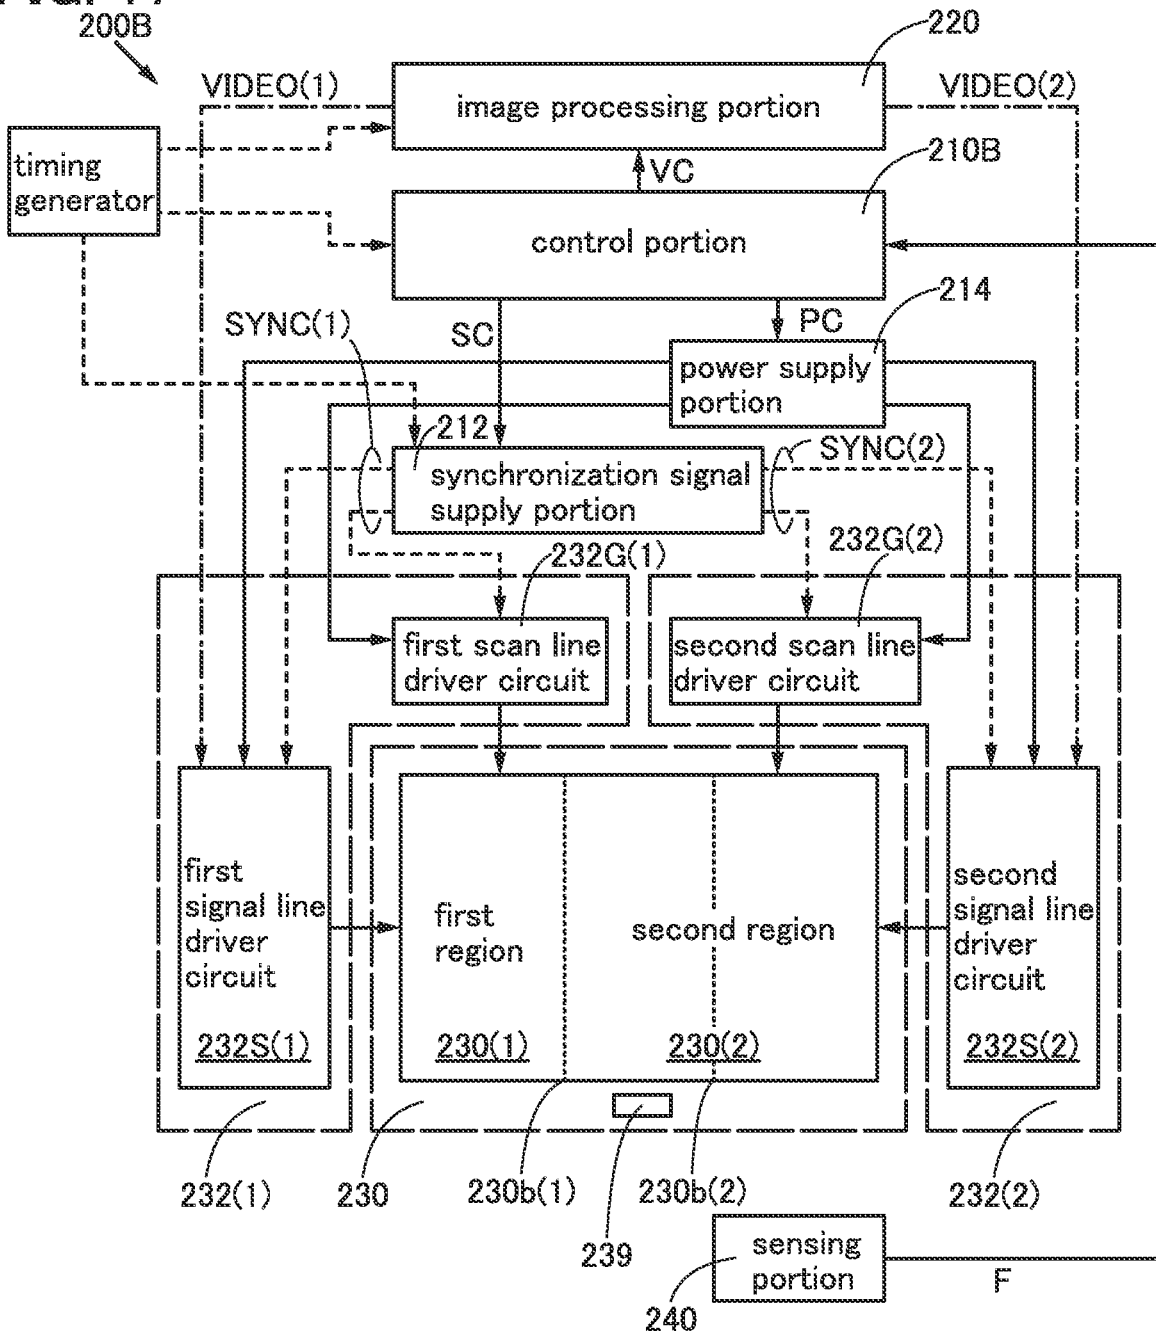 200B
220
VIDEO(1)
image processing portion
VIDEO(2)
timing
generator
VC
210B
control portion
214
SYNC(1)
SC
PC
power supply
portion
212
SYNC(2)
synchronization signal
supply portion
232G(1)
232G(2)
first scan line
driver circuit
second scan line
driver circuit
first
signal line
driver
circuit
232S(1)
first
region
230(1)
second region
230(2)
second
signal line
driver
circuit
232S(2)
232(1)
230
230b(1)
239
230b(2)
232(2)
sensing
portion
240
F